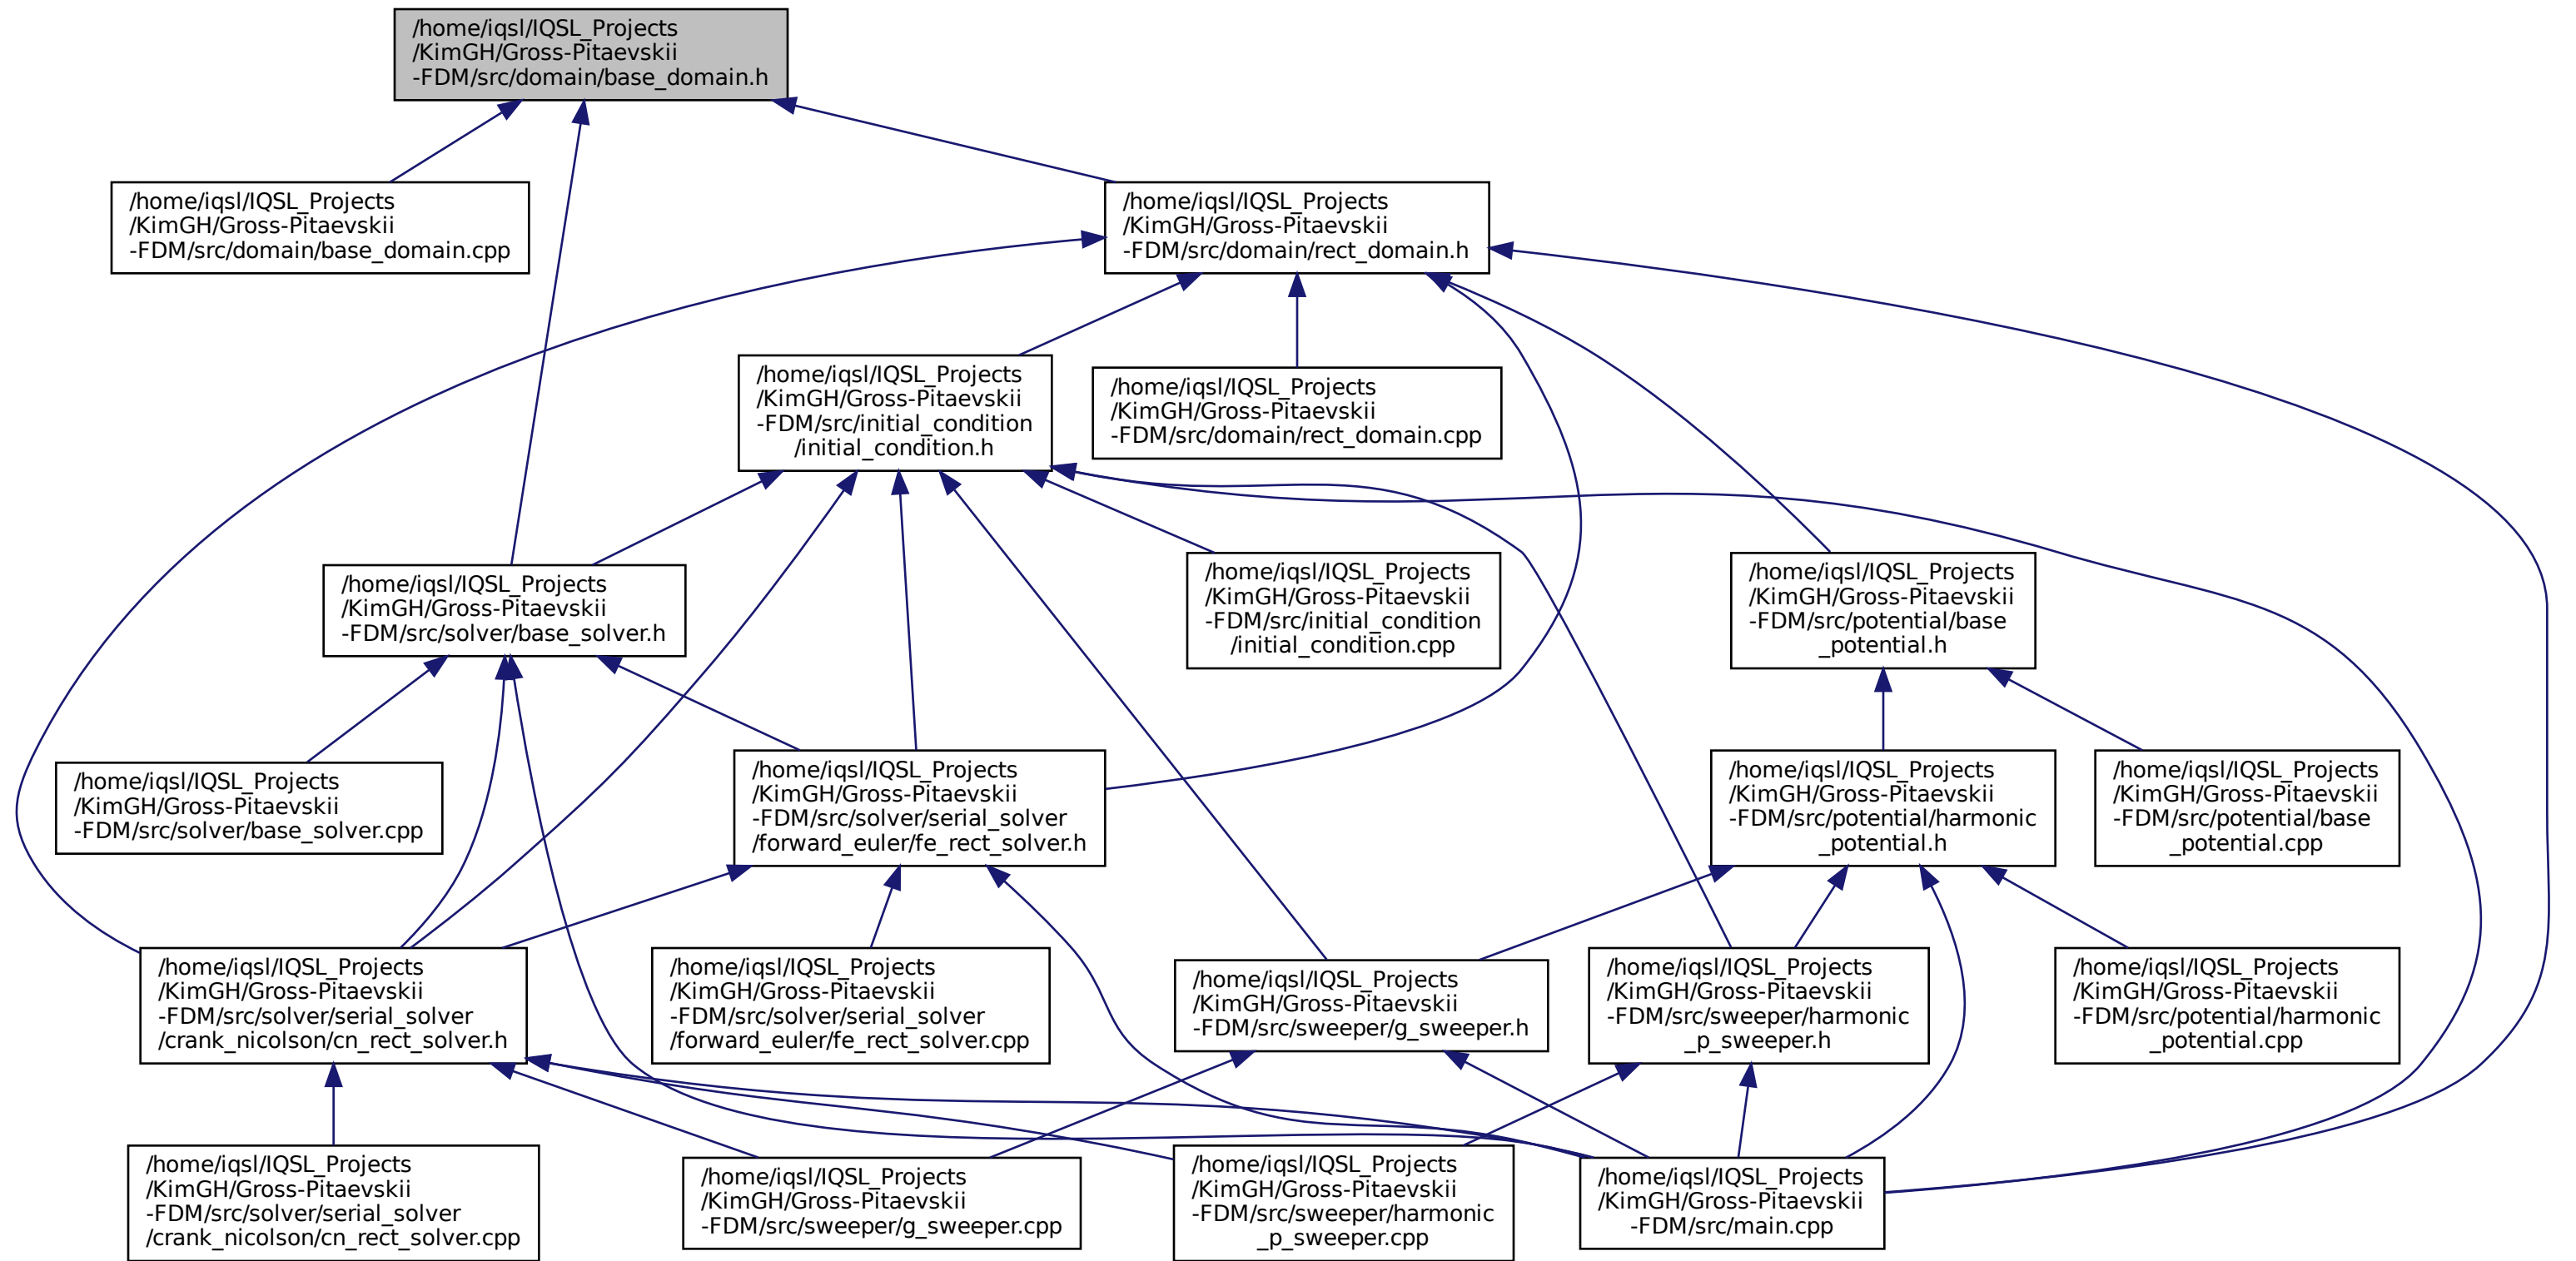 /home/iqsl/IQSL_Projects
/KimGH/Gross-Pitaevskii
-FDM/src/domain/base_domain.h
/home/iqsl/IQSL_Projects
/KimGH/Gross-Pitaevskii
-FDM/src/domain/base_domain.cpp
/home/iqsl/IQSL_Projects
/KimGH/Gross-Pitaevskii
-FDM/src/domain/rect_domain.h
/home/iqsl/IQSL_Projects
/KimGH/Gross-Pitaevskii
-FDM/src/initial_condition
/initial_condition.h
/home/iqsl/IQSL_Projects
/KimGH/Gross-Pitaevskii
-FDM/src/domain/rect_domain.cpp
/home/iqsl/IQSL_Projects
/KimGH/Gross-Pitaevskii
-FDM/src/solver/base_solver.h
/home/iqsl/IQSL_Projects
/KimGH/Gross-Pitaevskii
-FDM/src/initial_condition
/initial_condition.cpp
/home/iqsl/IQSL_Projects
/KimGH/Gross-Pitaevskii
-FDM/src/potential/base
_potential.h
/home/iqsl/IQSL_Projects
/KimGH/Gross-Pitaevskii
-FDM/src/solver/base_solver.cpp
/home/iqsl/IQSL_Projects
/KimGH/Gross-Pitaevskii
-FDM/src/solver/serial_solver
/forward_euler/fe_rect_solver.h
/home/iqsl/IQSL_Projects
/KimGH/Gross-Pitaevskii
-FDM/src/potential/harmonic
_potential.h
/home/iqsl/IQSL_Projects
/KimGH/Gross-Pitaevskii
-FDM/src/potential/base
_potential.cpp
/home/iqsl/IQSL_Projects
/KimGH/Gross-Pitaevskii
-FDM/src/solver/serial_solver
/crank_nicolson/cn_rect_solver.h
/home/iqsl/IQSL_Projects
/KimGH/Gross-Pitaevskii
-FDM/src/solver/serial_solver
/forward_euler/fe_rect_solver.cpp
/home/iqsl/IQSL_Projects
/KimGH/Gross-Pitaevskii
-FDM/src/sweeper/g_sweeper.h
/home/iqsl/IQSL_Projects
/KimGH/Gross-Pitaevskii
-FDM/src/sweeper/harmonic
_p_sweeper.h
/home/iqsl/IQSL_Projects
/KimGH/Gross-Pitaevskii
-FDM/src/potential/harmonic
_potential.cpp
/home/iqsl/IQSL_Projects
/KimGH/Gross-Pitaevskii
-FDM/src/solver/serial_solver
/crank_nicolson/cn_rect_solver.cpp
/home/iqsl/IQSL_Projects
/KimGH/Gross-Pitaevskii
-FDM/src/sweeper/g_sweeper.cpp
/home/iqsl/IQSL_Projects
/KimGH/Gross-Pitaevskii
-FDM/src/sweeper/harmonic
_p_sweeper.cpp
/home/iqsl/IQSL_Projects
/KimGH/Gross-Pitaevskii
-FDM/src/main.cpp